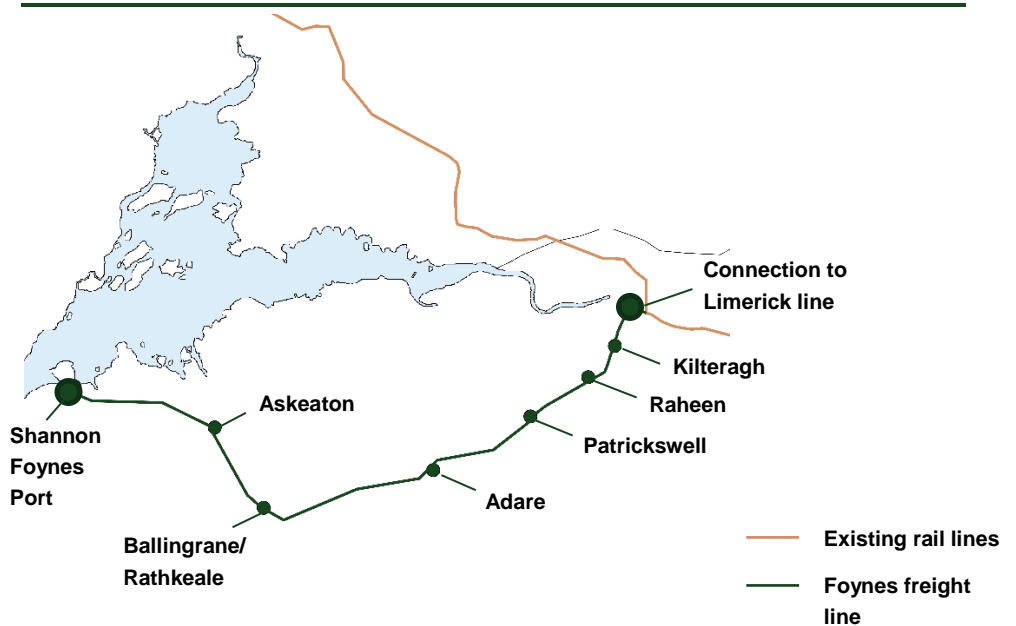 Connection to
Limerick line
Kilteragh
Raheen
Patrickswell
Adare
Askeaton
Shannon
Foynes
Port
Ballingrane/
Rathkeale
Existing rail lines
Foynes freight
line